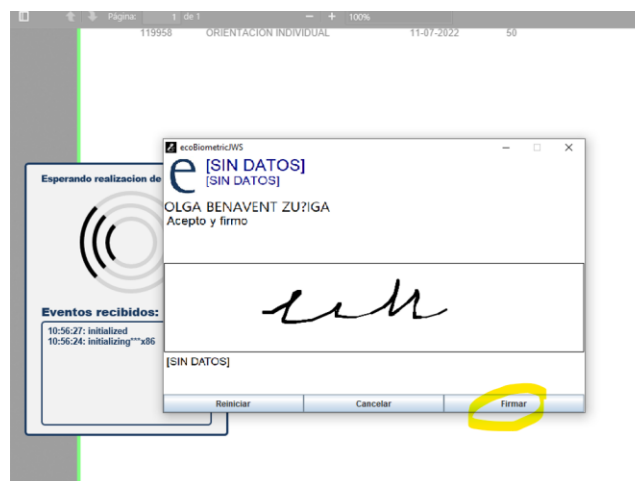 Página: 1 de 1 − + 100%
119958 ORIENTACION INDIVIDUAL 11-07-2022 50
ecoBiometricJWS
e [SIN DATOS]
[SIN DATOS]
Esperando realizacion de
OLGA BENAVENT ZU?IGA
Acepto y firmo
Eventos recibidos:
10:56:27: initialized
10:56:24: initializing***x86
[SIN DATOS]
Reiniciar Cancelar Firmar